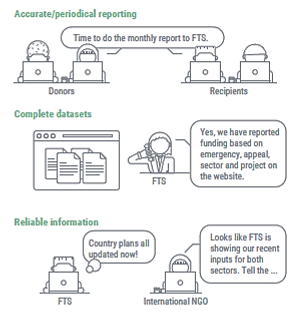 Accurate/periodical reporting
Time to do the monthly report to FTS.
Donors
Recipients
Complete datasets
Yes, we have reported
funding based on
emergency, appeal,
sector and project on
the website.
FTS
Reliable information
Country plans all
updated now!
Looks like FTS is
showing our recent
inputs for both
sectors. Tell the ...
FTS
International NGO